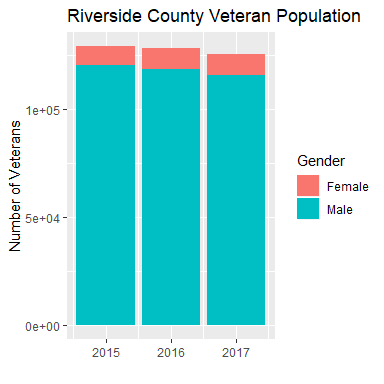 Riverside County Veteran Population
Number of Veterans
1e+05
5e+04
0e+00
2015 2016 2017
Gender
Female
Male